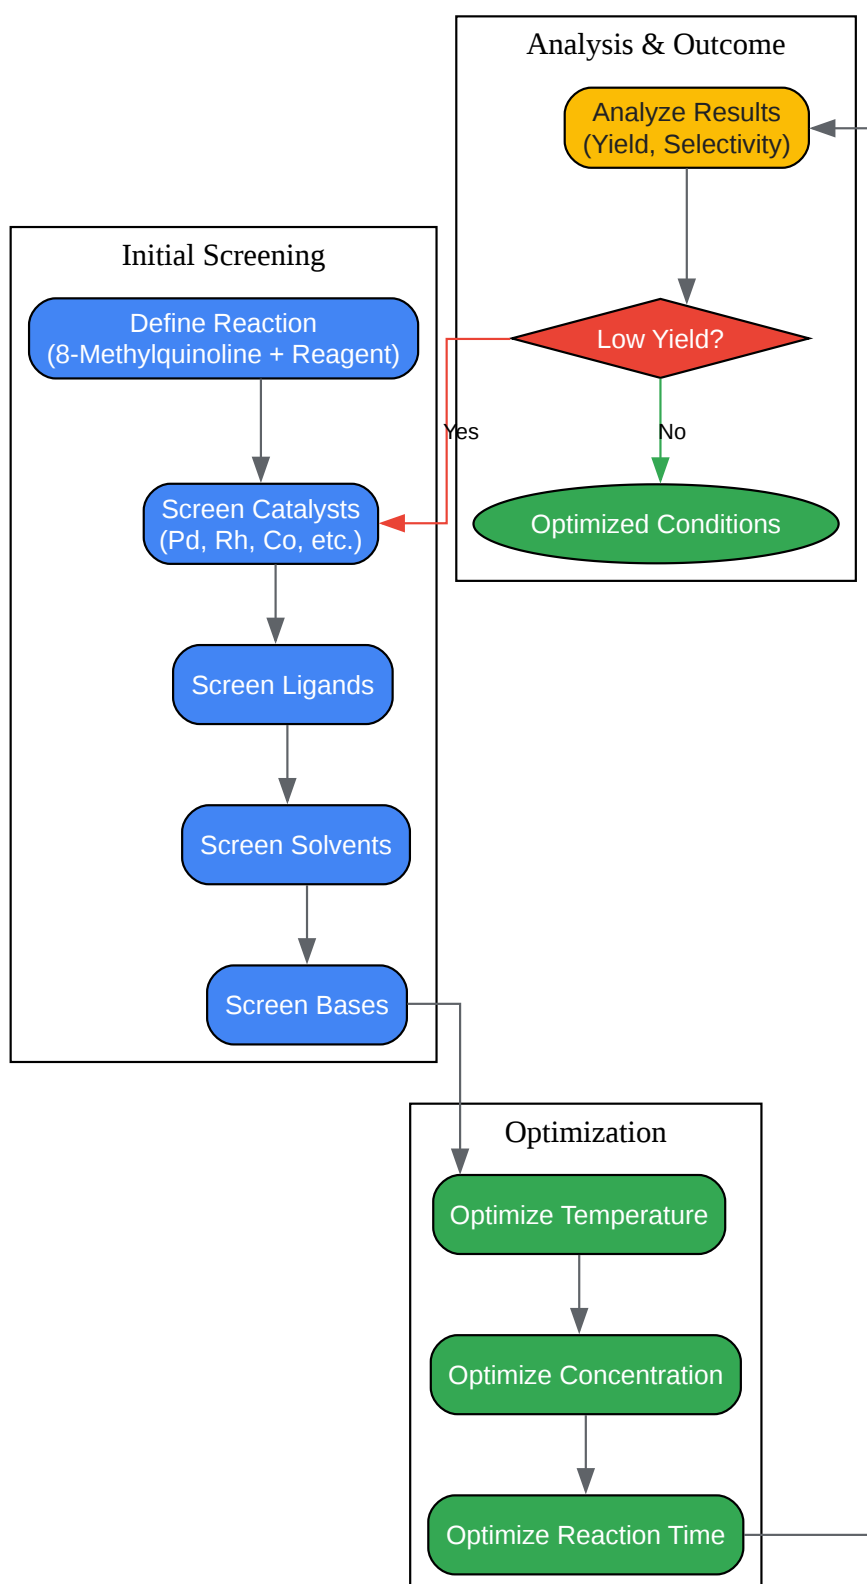 Analysis & Outcome
Analyze Results
(Yield, Selectivity)
Low Yield?
Yes
No
Optimized Conditions
Initial Screening
Define Reaction
(8-Methylquinoline + Reagent)
Screen Catalysts
(Pd, Rh, Co, etc.)
Screen Ligands
Screen Solvents
Screen Bases
Optimization
Optimize Temperature
Optimize Concentration
Optimize Reaction Time